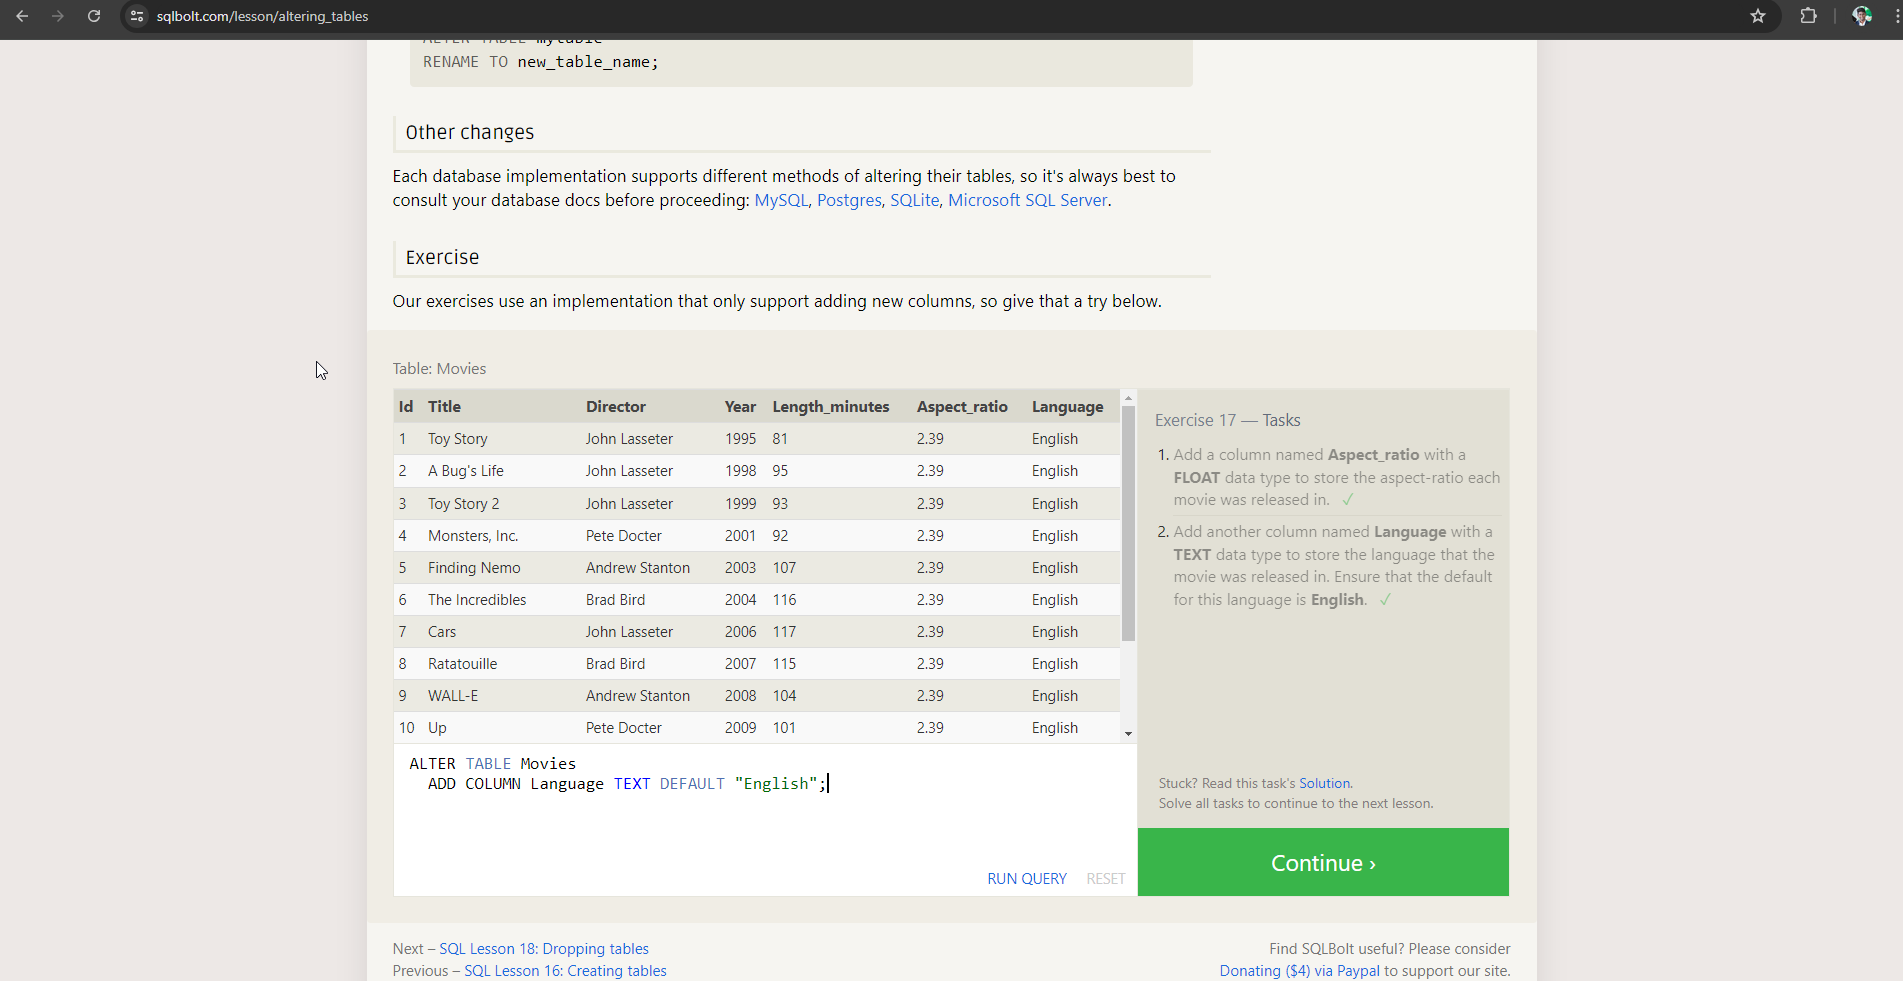 sqlbolt.com/lesson/altering_tables
ALTER TABLE mytable
RENAME TO new_table_name;
Other changes
Each database implementation supports different methods of altering their tables, so it's always best to
consult your database docs before proceeding: MySQL, Postgres, SQLite, Microsoft SQL Server.
Exercise
Our exercises use an implementation that only support adding new columns, so give that a try below.
Table: Movies
Id Title Director Year Length_minutes Aspect_ratio Language
1 Toy Story John Lasseter 1995 81 2.39 English
2 A Bug's Life John Lasseter 1998 95 2.39 English
3 Toy Story 2 John Lasseter 1999 93 2.39 English
4 Monsters, Inc. Pete Docter 2001 92 2.39 English
5 Finding Nemo Andrew Stanton 2003 107 2.39 English
6 The Incredibles Brad Bird 2004 116 2.39 English
7 Cars John Lasseter 2006 117 2.39 English
8 Ratatouille Brad Bird 2007 115 2.39 English
9 WALL-E Andrew Stanton 2008 104 2.39 English
10 Up Pete Docter 2009 101 2.39 English
ALTER TABLE Movies
ADD COLUMN Language TEXT DEFAULT "English";
RUN QUERY RESET
Exercise 17 — Tasks
1. Add a column named Aspect_ratio with a
FLOAT data type to store the aspect-ratio each
movie was released in. ✓
2. Add another column named Language with a
TEXT data type to store the language that the
movie was released in. Ensure that the default
for this language is English. ✓
Stuck? Read this task's Solution.
Solve all tasks to continue to the next lesson.
Continue ›
Next – SQL Lesson 18: Dropping tables
Previous – SQL Lesson 16: Creating tables
Find SQLBolt useful? Please consider
Donating ($4) via Paypal to support our site.